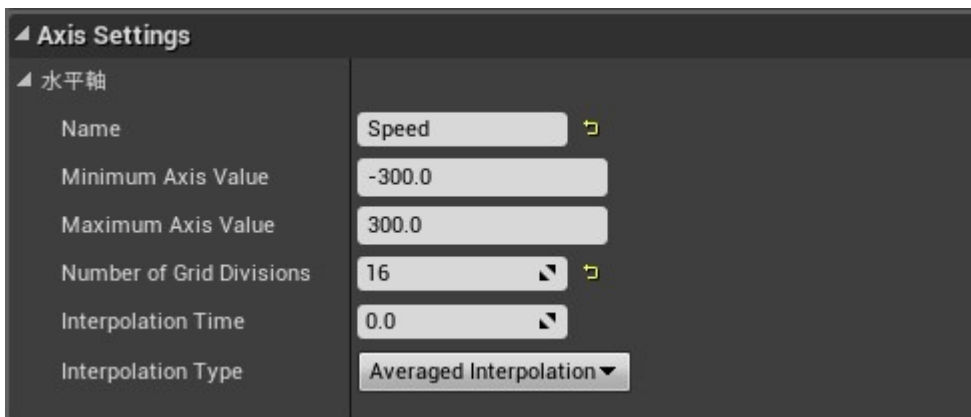 Axis Settings
水平軸
Name Speed
Minimum Axis Value -300.0
Maximum Axis Value 300.0
Number of Grid Divisions 16
Interpolation Time 0.0
Interpolation Type Averaged Interpolation